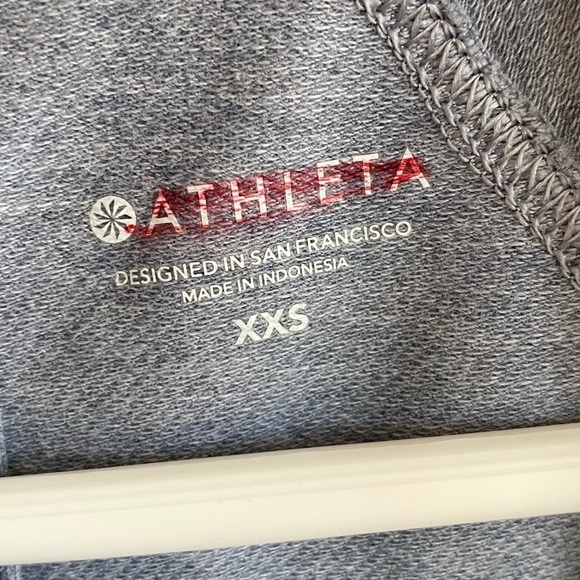 ATHLETA
DESIGNED IN SAN FRANCISCO
MADE IN INDONESIA
XXS